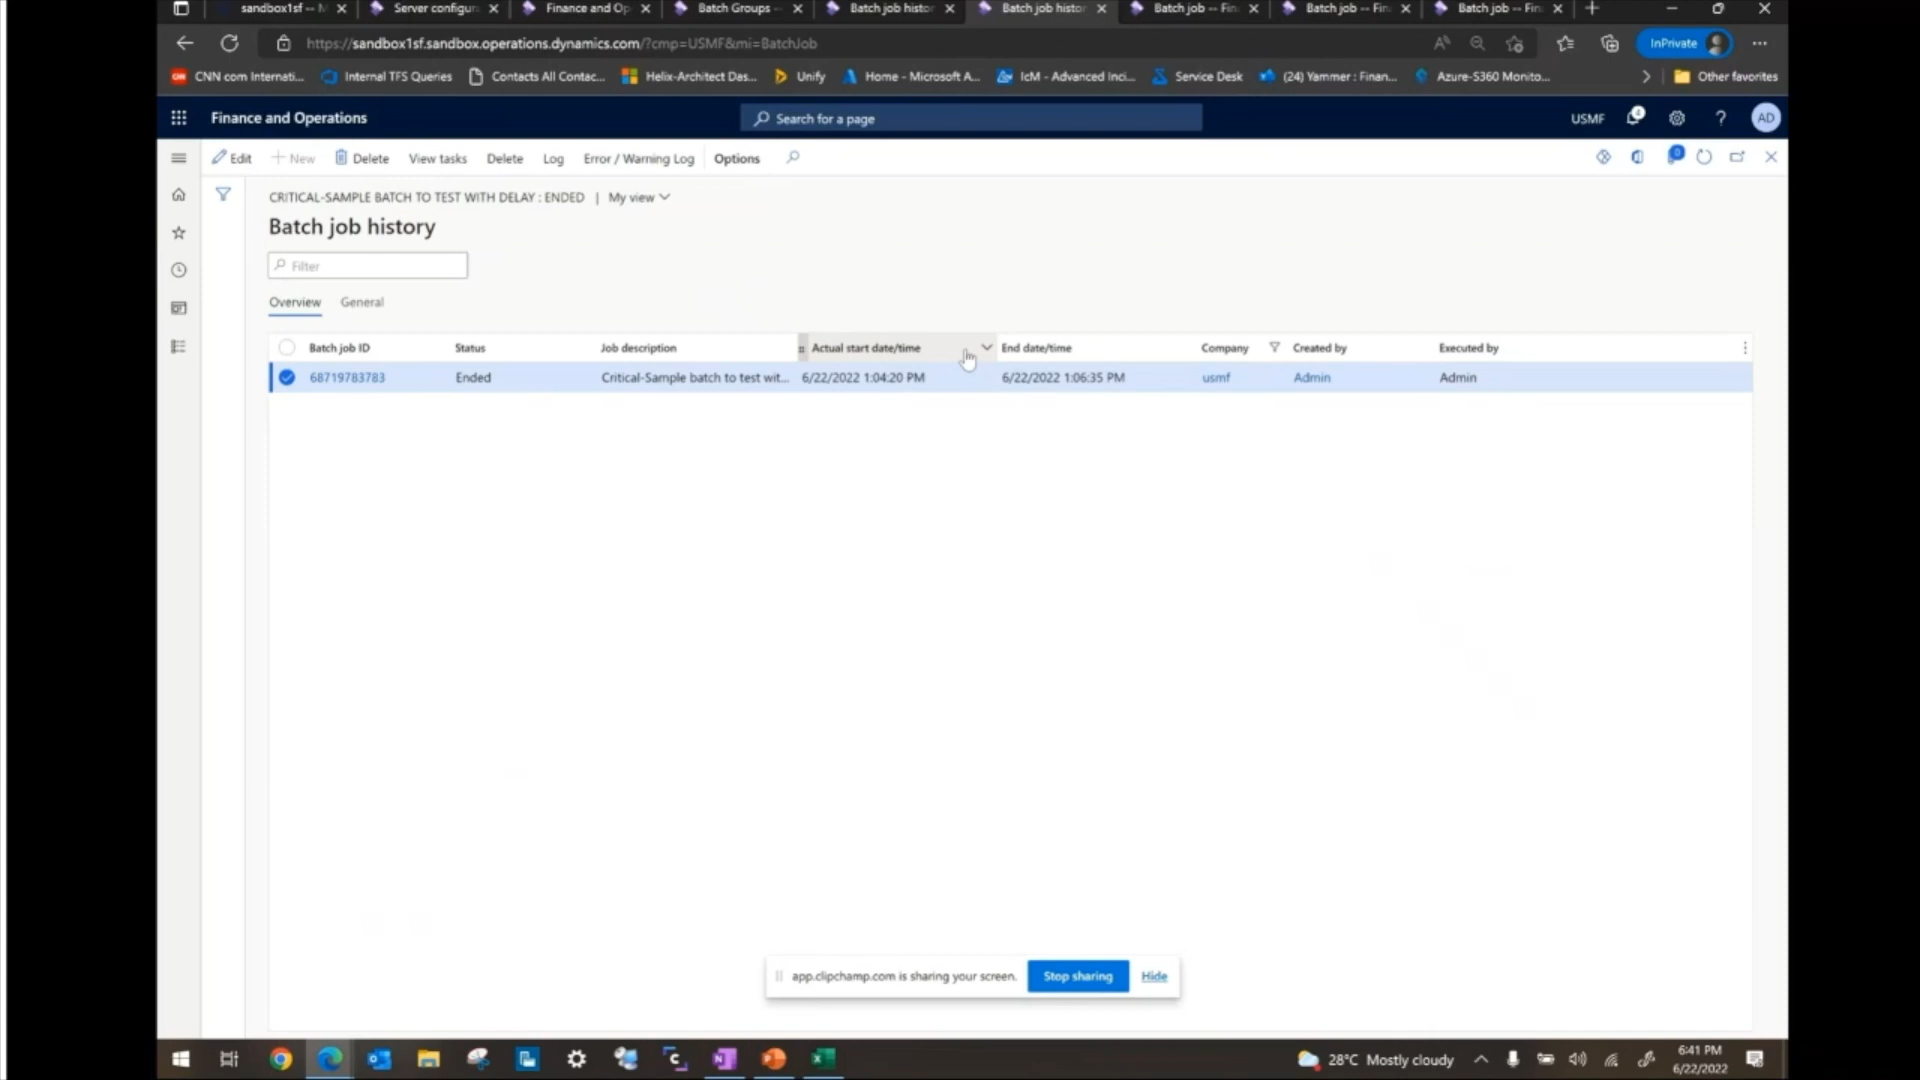 sandbox1sf -- M
Server configur
Finance and Op
Batch Groups --
Batch job histor
Batch job histor
Batch job -- Fin
Batch job -- Fin
Batch job -- Fin
https://sandbox1sf.sandbox.operations.dynamics.com/?cmp=USMF&mi=BatchJob
InPrivate
CNN com Internati...
Internal TFS Queries
Contacts All Contac...
Helix-Architect Das...
Unify
Home - Microsoft A...
IcM - Advanced Inci...
Service Desk
(24) Yammer : Finan...
Azure-S360 Monito...
Other favorites
Finance and Operations
Search for a page
USMF
AD
Edit
New
Delete
View tasks
Delete
Log
Error / Warning Log
Options
0
CRITICAL-SAMPLE BATCH TO TEST WITH DELAY : ENDED | My view
Batch job history
Filter
Overview
General
Batch job ID Status Job description Actual start date/time End date/time Company Created by Executed by
68719783783 Ended Critical-Sample batch to test wit... 6/22/2022 1:04:20 PM 6/22/2022 1:06:35 PM usmf Admin Admin
app.clipchamp.com is sharing your screen.
Stop sharing
Hide
28°C Mostly cloudy
6:41 PM
6/22/2022